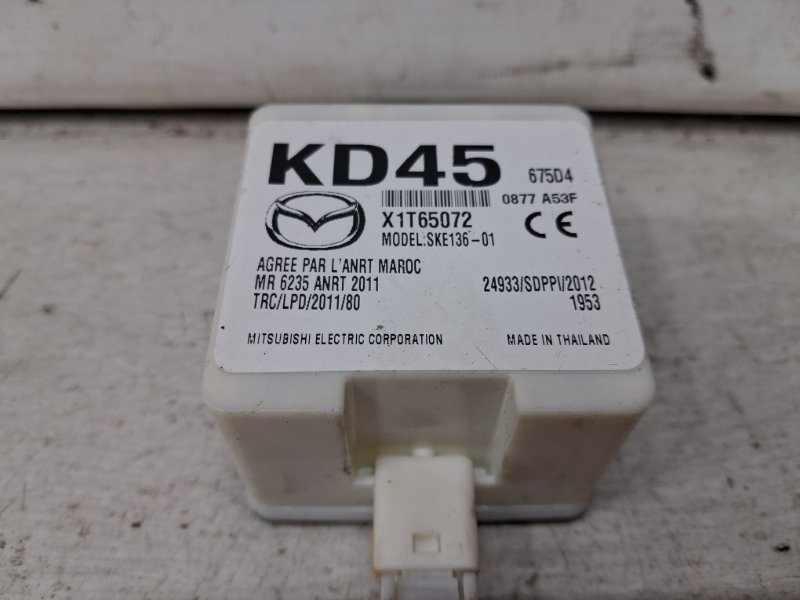 KD45 675D4
0877 A53F
X1T65072 CE
MODEL:SKE136-01
AGREE PAR L'ANRT MAROC
MR 6235 ANRT 2011 24933/SDPPI/2012
TRC/LPD/2011/80 1953
MITSUBISHI ELECTRIC CORPORATION MADE IN THAILAND